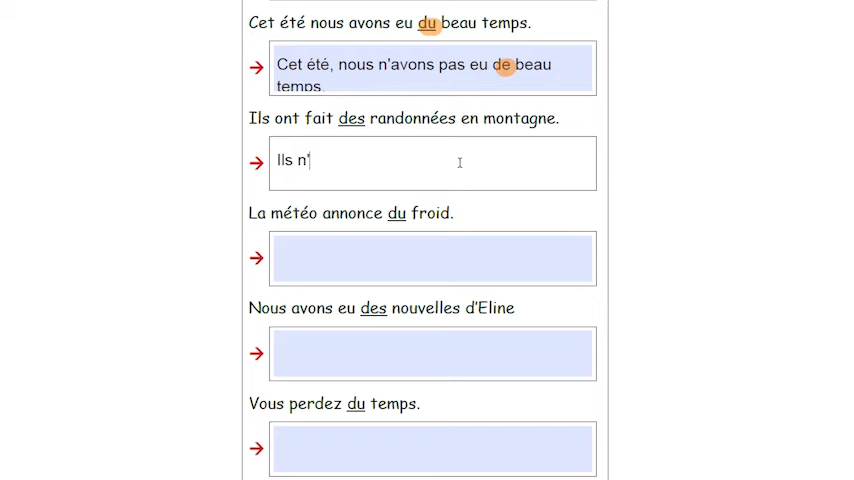 Cet été nous avons eu du beau temps.
→ Cet été, nous n'avons pas eu de beau
temps.
Ils ont fait des randonnées en montagne.
→ Ils n'
La météo annonce du froid.
→
Nous avons eu des nouvelles d'Eline
→
Vous perdez du temps.
→